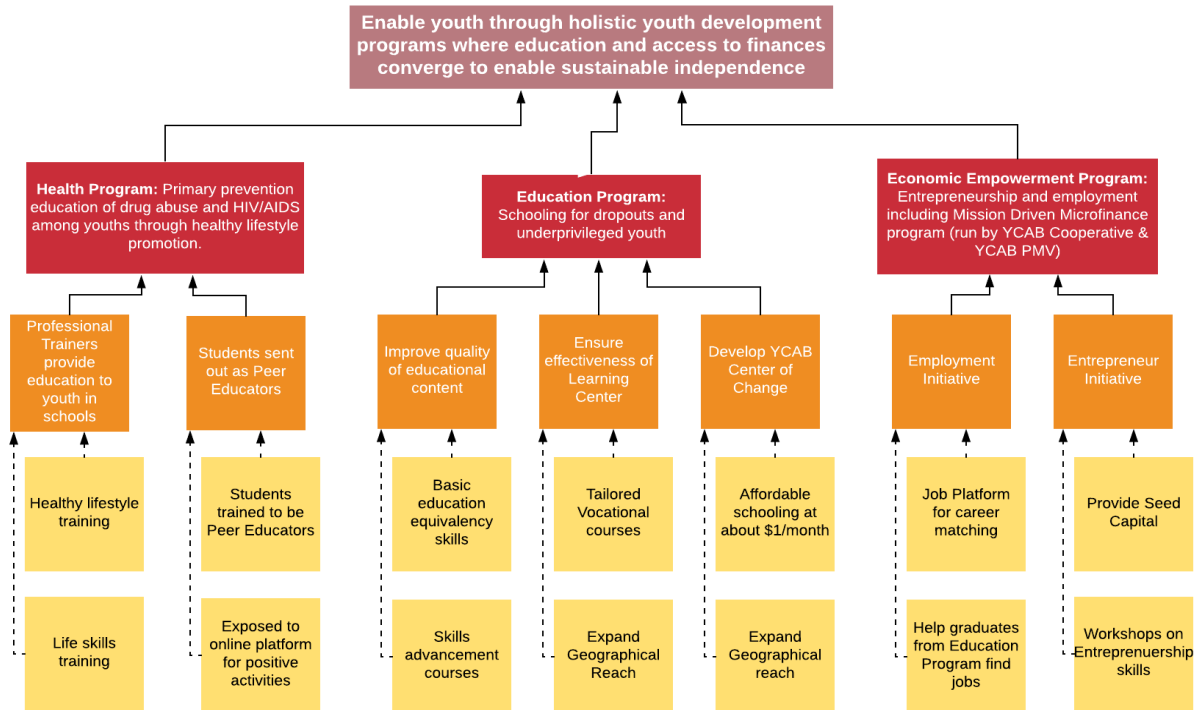 Enable youth through holistic youth development
programs where education and access to finances
converge to enable sustainable independence
Health Program: Primary prevention
education of drug abuse and HIV/AIDS
among youths through healthy lifestyle
promotion.
Education Program:
Schooling for dropouts and
underprivileged youth
Economic Empowerment Program:
Entrepreneurship and employment
including Mission Driven Microfinance
program (run by YCAB Cooperative &
YCAB PMV)
Professional
Trainers
provide
education to
youth in
schools
Students sent
out as Peer
Educators
Improve quality
of educational
content
Ensure
effectiveness of
Learning
Center
Develop YCAB
Center of
Change
Employment
Initiative
Entrepreneur
Initiative
Healthy lifestyle
training
Students
trained to be
Peer Educators
Basic
education
equivalency
skills
Tailored
Vocational
courses
Affordable
schooling at
about $1/month
Job Platform
for career
matching
Provide Seed
Capital
Life skills
training
Exposed to
online platform
for positive
activities
Skills
advancement
courses
Expand
Geographical
Reach
Expand
Geographical
reach
Help graduates
from Education
Program find
jobs
Workshops on
Entreprenuership
skills